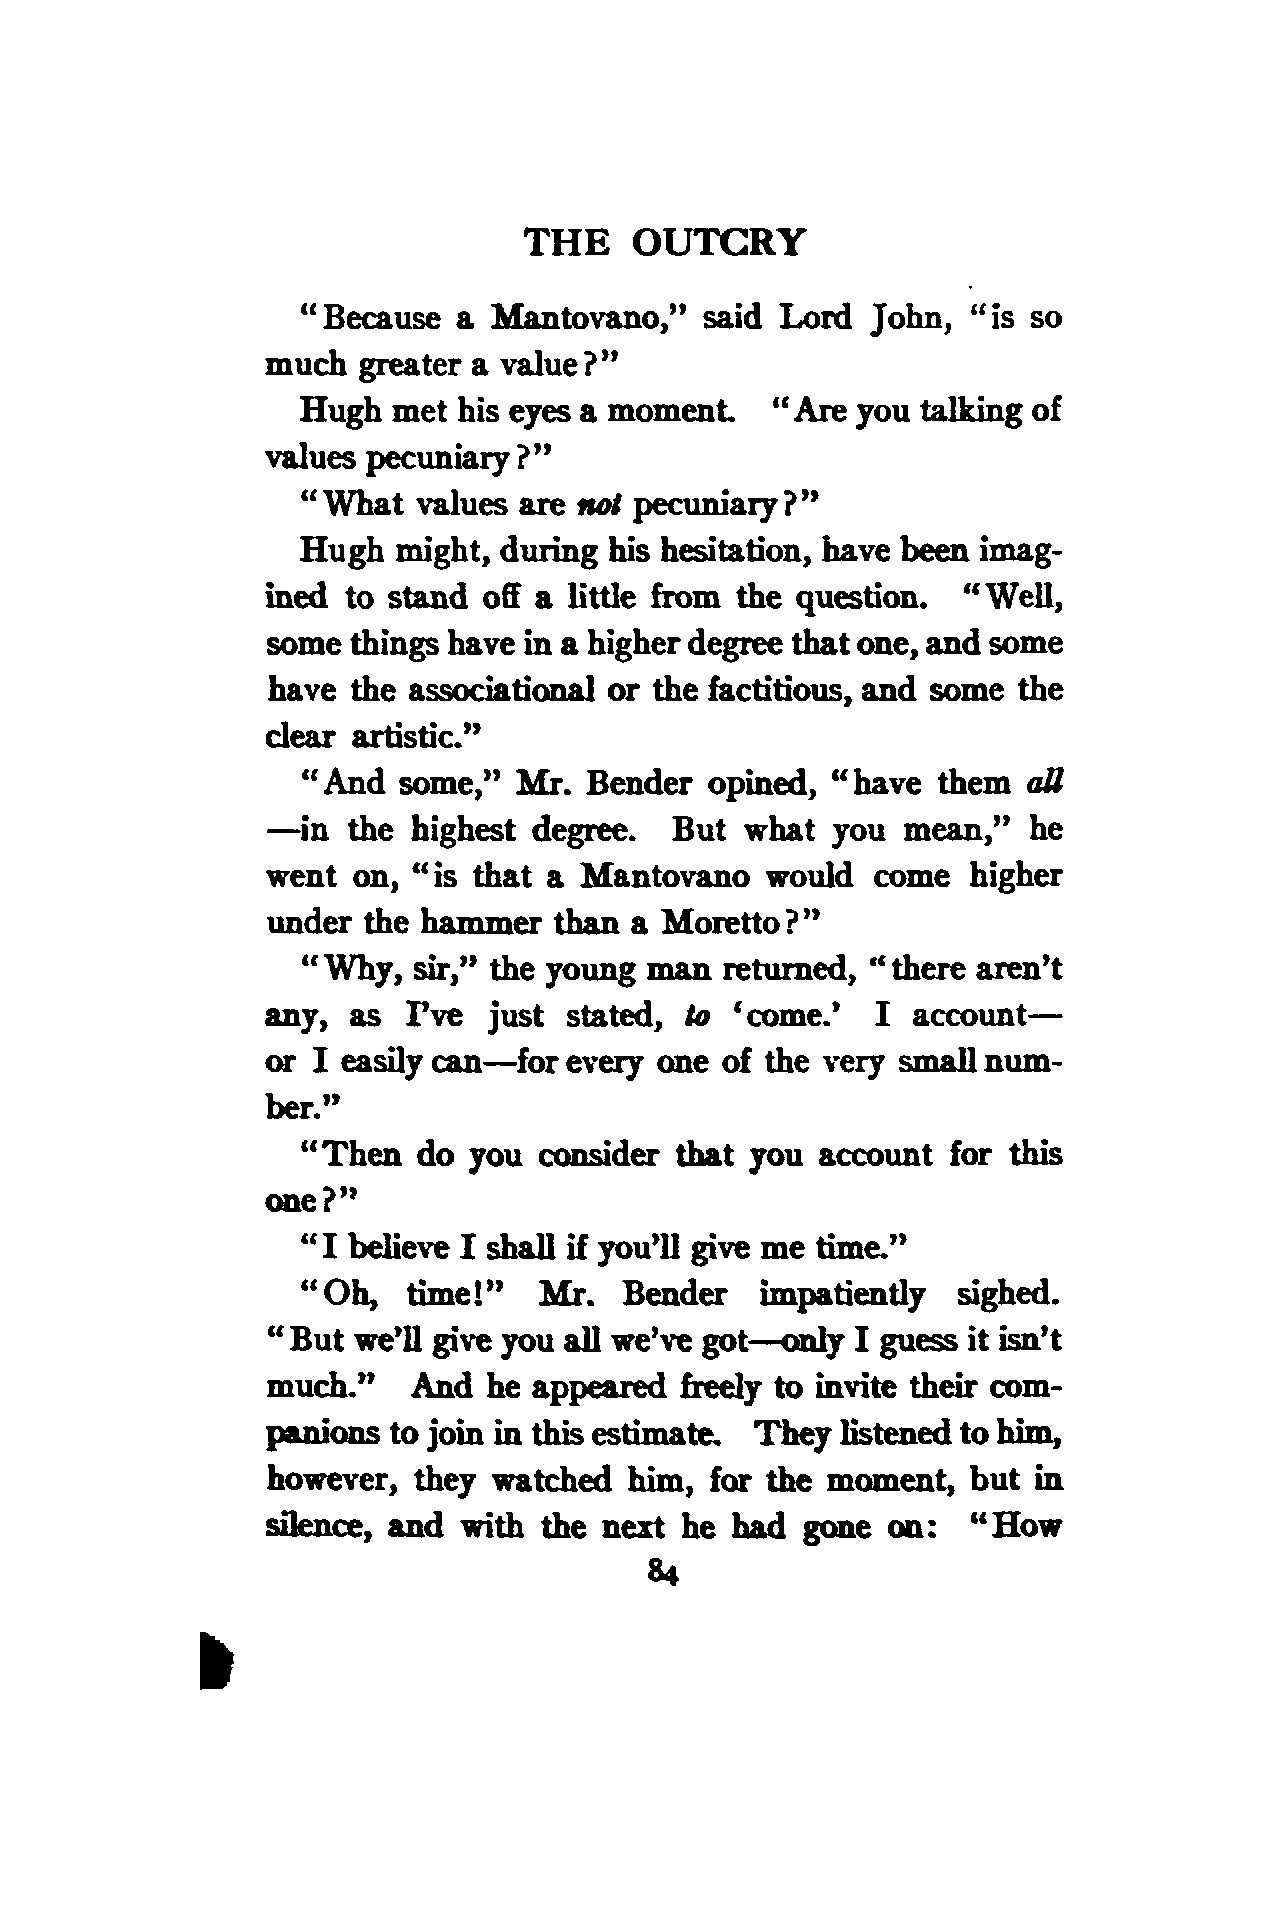 THE OUTCRY
“Because a Mantovano,” said Lord John, “is so
much greater a value?”
Hugh met his eyes a moment. “Are you talking of
values pecuniary?”
“What values are not pecuniary?”
Hugh might, during his hesitation, have been imag-
ined to stand off a little from the question. “Well,
some things have in a higher degree that one, and some
have the associational or the factitious, and some the
clear artistic.”
“And some,” Mr. Bender opined, “have them all
—in the highest degree. But what you mean,” he
went on, “is that a Mantovano would come higher
under the hammer than a Moretto?”
“Why, sir,” the young man returned, “there aren’t
any, as I’ve just stated, to ‘come.’ I account—
or I easily can—for every one of the very small num-
ber.”
“Then do you consider that you account for this
one?”
“I believe I shall if you’ll give me time.”
“Oh, time!” Mr. Bender impatiently sighed.
“But we’ll give you all we’ve got—only I guess it isn’t
much.” And he appeared freely to invite their com-
panions to join in this estimate. They listened to him,
however, they watched him, for the moment, but in
silence, and with the next he had gone on: “How
84